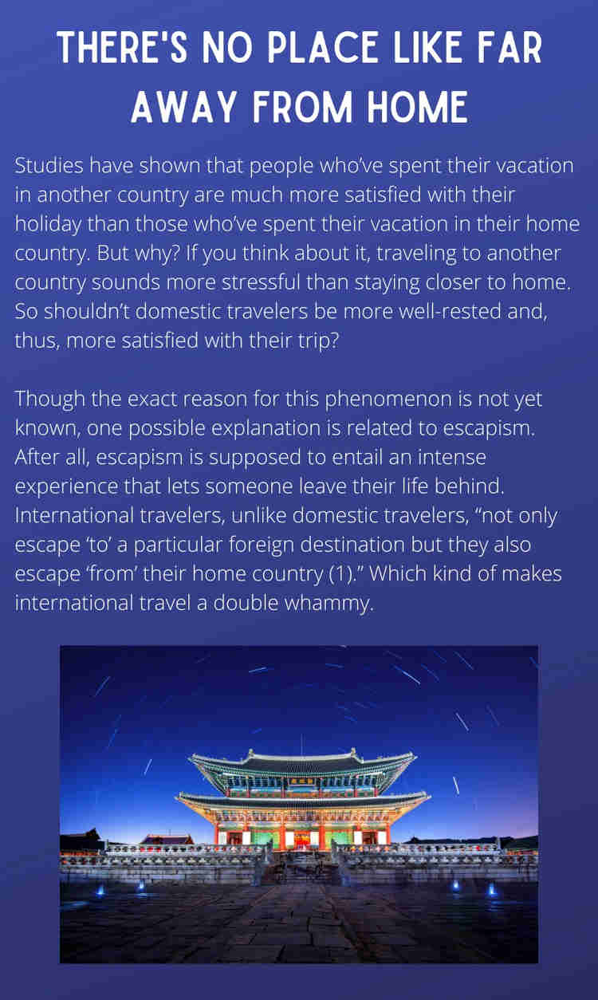 THERE'S NO PLACE LIKE FAR
AWAY FROM HOME
Studies have shown that people who’ve spent their vacation
in another country are much more satisfied with their
holiday than those who’ve spent their vacation in their home
country. But why? If you think about it, traveling to another
country sounds more stressful than staying closer to home.
So shouldn’t domestic travelers be more well-rested and,
thus, more satisfied with their trip?
Though the exact reason for this phenomenon is not yet
known, one possible explanation is related to escapism.
After all, escapism is supposed to entail an intense
experience that lets someone leave their life behind.
International travelers, unlike domestic travelers, “not only
escape ‘to’ a particular foreign destination but they also
escape ‘from’ their home country (1).” Which kind of makes
international travel a double whammy.